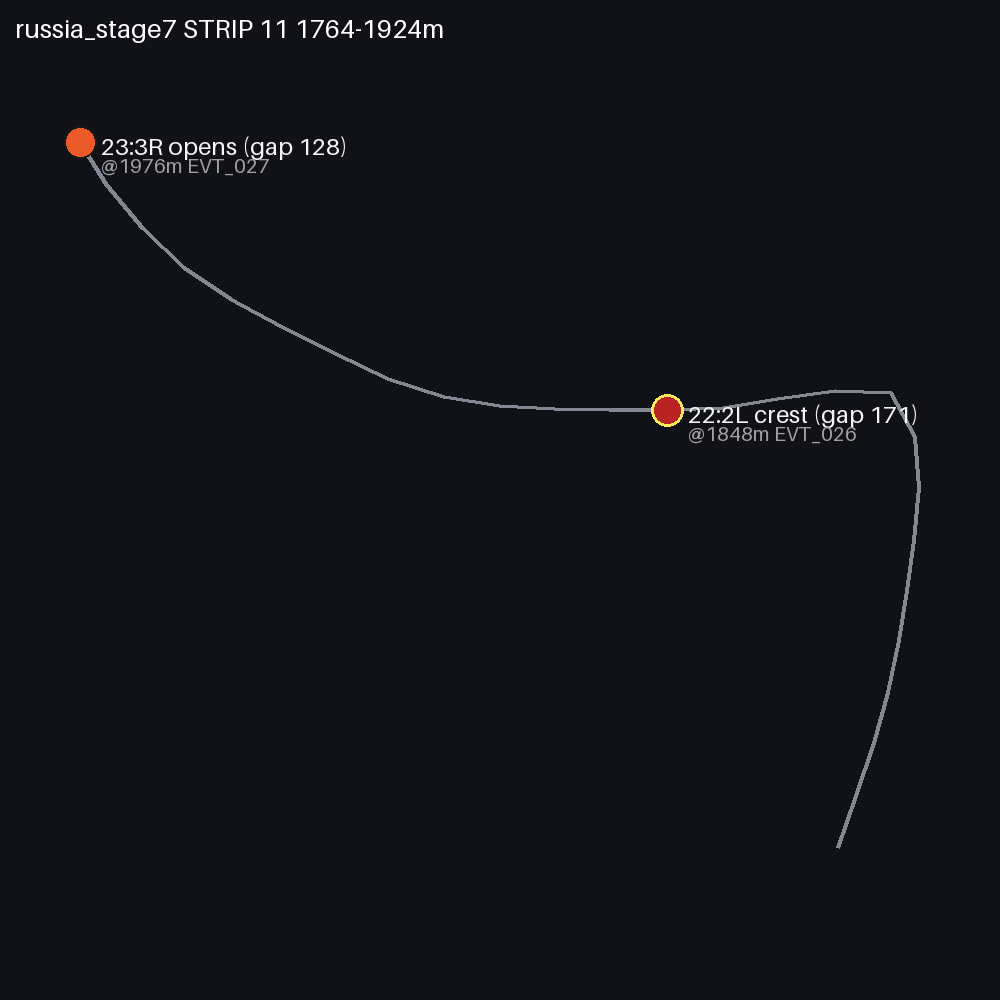 russia_stage7 STRIP 11 1764-1924m
23:3R opens (gap 128)
@1976m EVT_027
22:2L crest (gap 171)
@1848m EVT_026